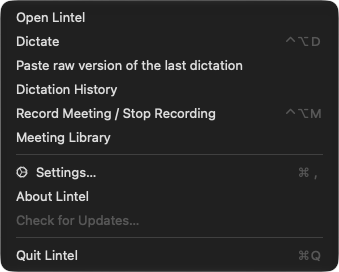 Open Lintel
Dictate ⌃⌥D
Paste raw version of the last dictation
Dictation History
Record Meeting / Stop Recording ⌃⌥M
Meeting Library
Settings... ⌘,
About Lintel
Check for Updates...
Quit Lintel ⌘Q